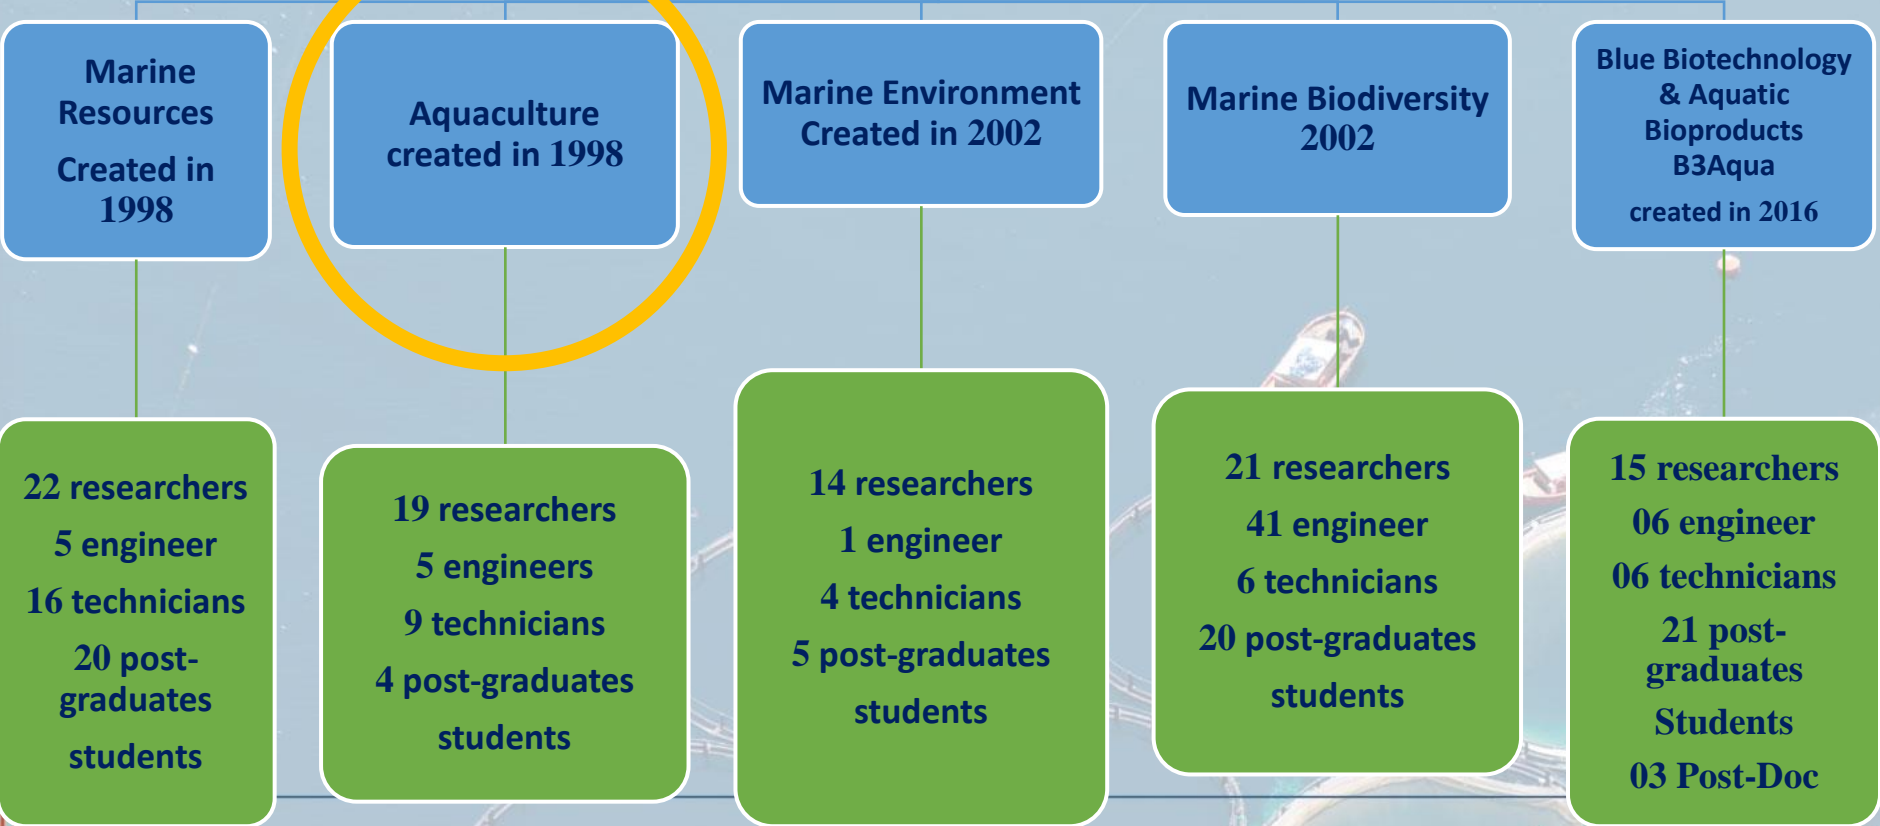 Marine
Resources
Created in
1998
Aquaculture
created in 1998
Marine Environment
Created in 2002
Marine Biodiversity
2002
Blue Biotechnology
& Aquatic
Bioproducts
B3Aqua
created in 2016
22 researchers
5 engineer
16 technicians
20 post-
graduates
students
19 researchers
5 engineers
9 technicians
4 post-graduates
students
14 researchers
1 engineer
4 technicians
5 post-graduates
students
21 researchers
41 engineer
6 technicians
20 post-graduates
students
15 researchers
06 engineer
06 technicians
21 post-
graduates
Students
03 Post-Doc